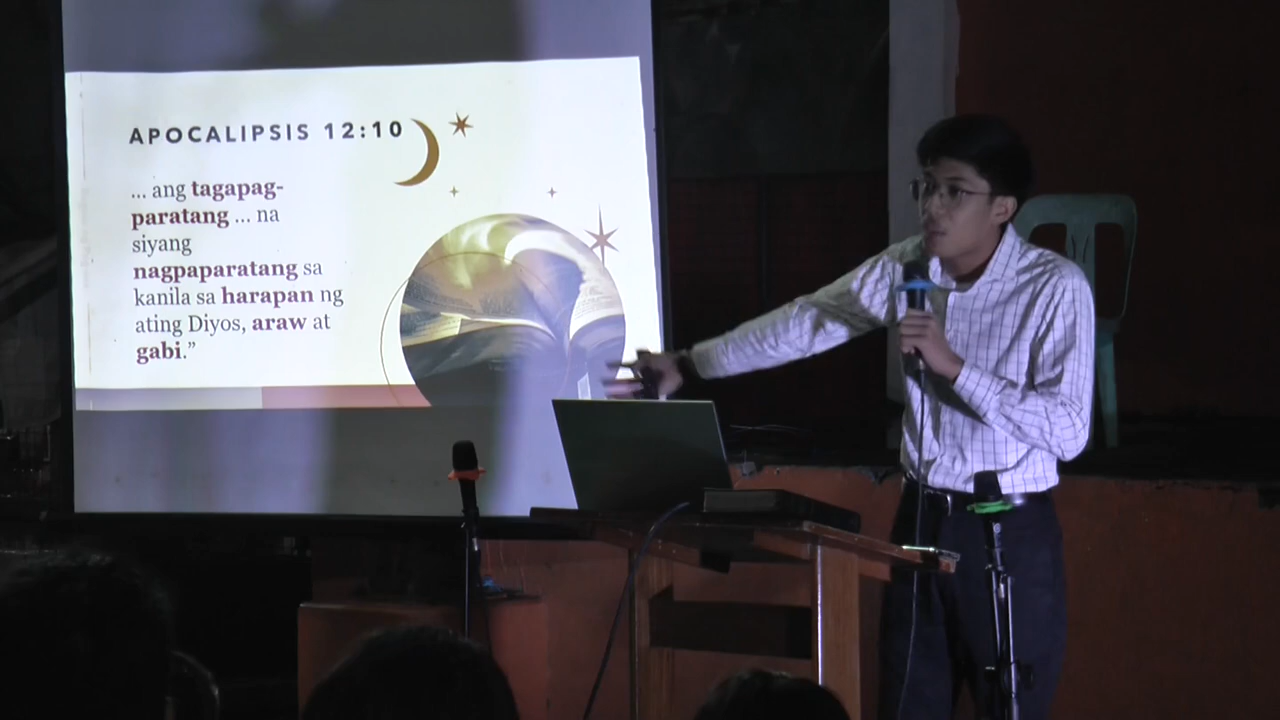 APOCALIPSIS 12:10
... ang tagapag-
paratang ... na
siyang
nagpaparatang sa
kanila sa harapan ng
ating Diyos, araw at
gabi.”